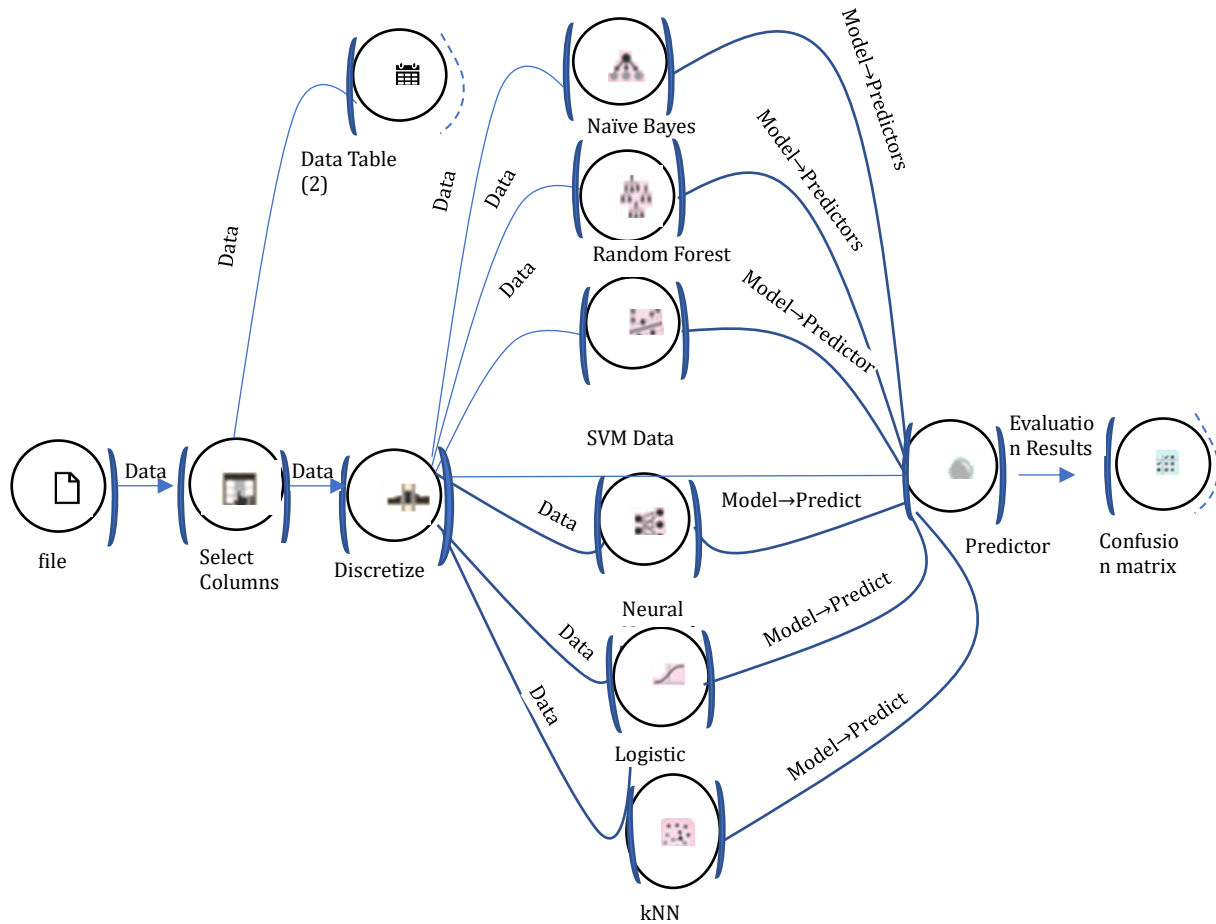 Model→Predictors
Naïve Bayes
Data Table
(2)
Data
Data
Model→Predictors
Data
Random Forest
Data
Model→Predictor
SVM Data
Evaluatio
n Results
Data
Data
Model→Predict
Data
file
Select
Columns
Discretize
Predictor
Confusio
n matrix
Neural
Model→Predict
Data
Data
Model→Predict
Logistic
kNN